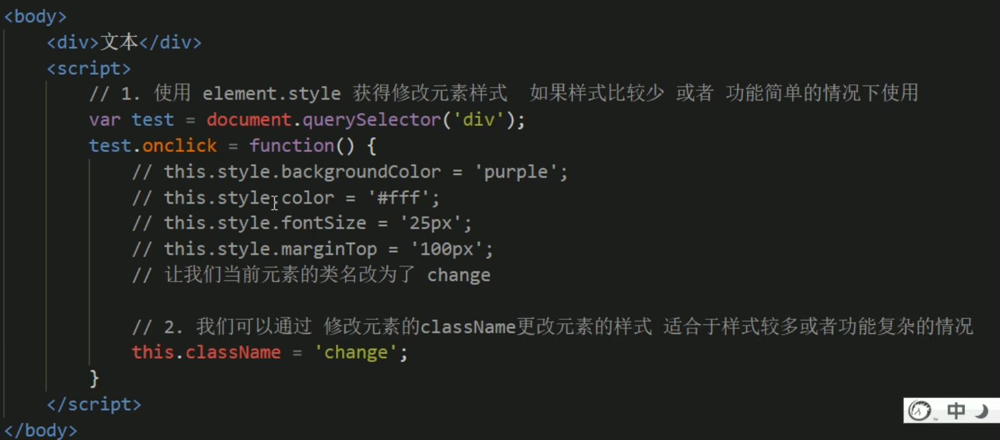 <body>
<div>文本</div>
<script>
// 1. 使用 element.style 获得修改元素样式  如果样式比较少 或者 功能简单的情况下使用
var test = document.querySelector('div');
test.onclick = function() {
// this.style.backgroundColor = 'purple';
// this.style.color = '#fff';
// this.style.fontSize = '25px';
// this.style.marginTop = '100px';
// 让我们当前元素的类名改为了 change
// 2. 我们可以通过 修改元素的className更改元素的样式 适合于样式较多或者功能复杂的情况
this.className = 'change';
}
</script>
</body>
中